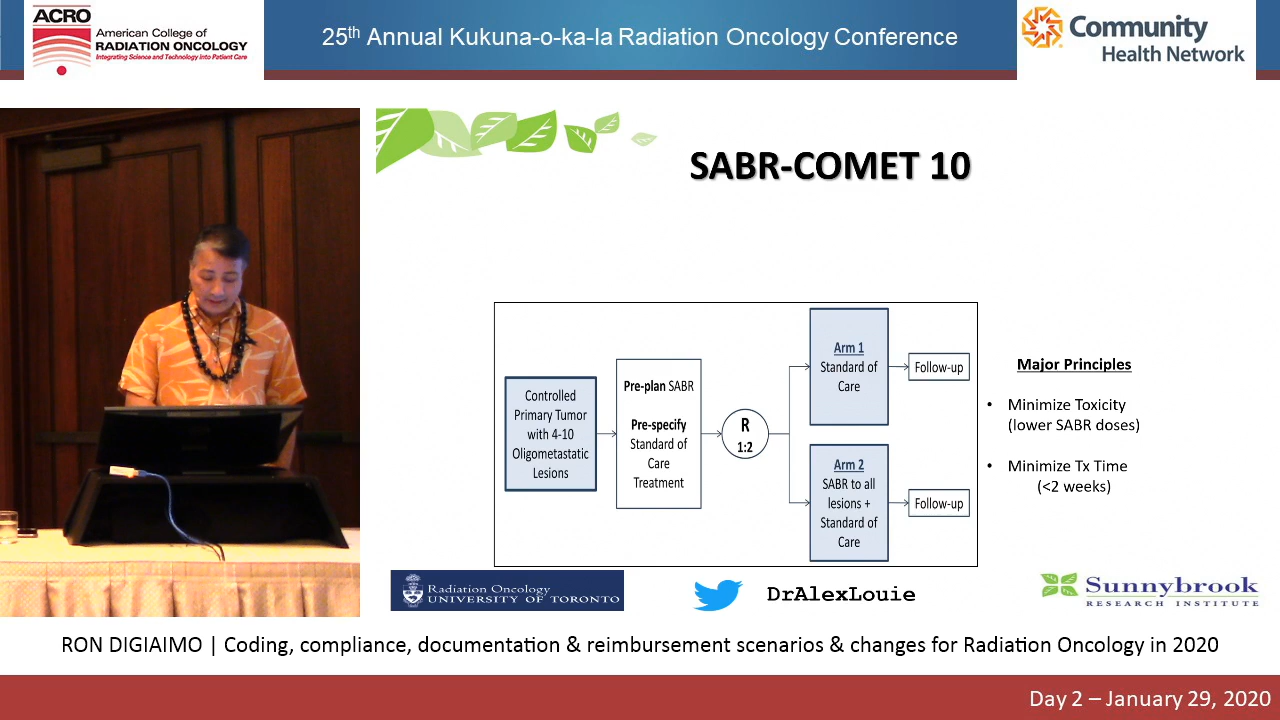 ACRO
American College of
RADIATION ONCOLOGY
Integrating Science and Technology into Patient Care
25th Annual Kukuna-o-ka-la Radiation Oncology Conference
Community
Health Network
SABR-COMET 10
Controlled
Primary Tumor
with 4-10
Oligometastatic
Lesions
Pre-plan SABR
Pre-specify
Standard of
Care
Treatment
R
1:2
Arm 1
Standard of
Care
Follow-up
Arm 2
SABR to all
lesions +
Standard of
Care
Follow-up
Major Principles
• Minimize Toxicity
(lower SABR doses)
• Minimize Tx Time
(<2 weeks)
Radiation Oncology
UNIVERSITY OF TORONTO
DrAlexLouie
Sunnybrook
RESEARCH INSTITUTE
RON DIGIAIMO | Coding, compliance, documentation & reimbursement scenarios & changes for Radiation Oncology in 2020
Day 2 – January 29, 2020